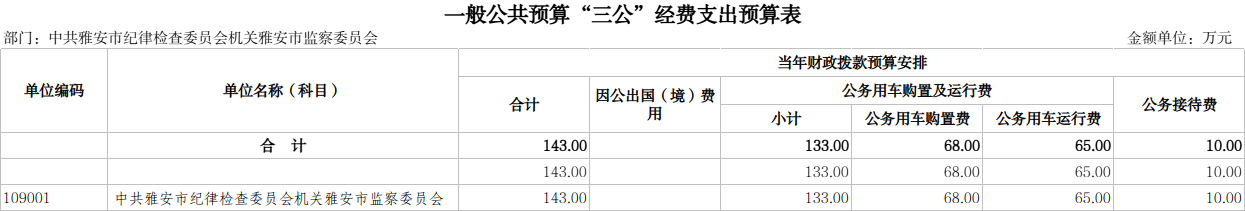 一般公共预算“三公”经费支出预算表
部门：中共雅安市纪律检查委员会机关雅安市监察委员会 金额单位：万元
单位编码 单位名称（科目） 当年财政拨款预算安排
合计 因公出国（境）费用 公务用车购置及运行费 公务接待费
小计 公务用车购置费 公务用车运行费
合 计 143.00 133.00 68.00 65.00 10.00
143.00 133.00 68.00 65.00 10.00
109001 中共雅安市纪律检查委员会机关雅安市监察委员会 143.00 133.00 68.00 65.00 10.00